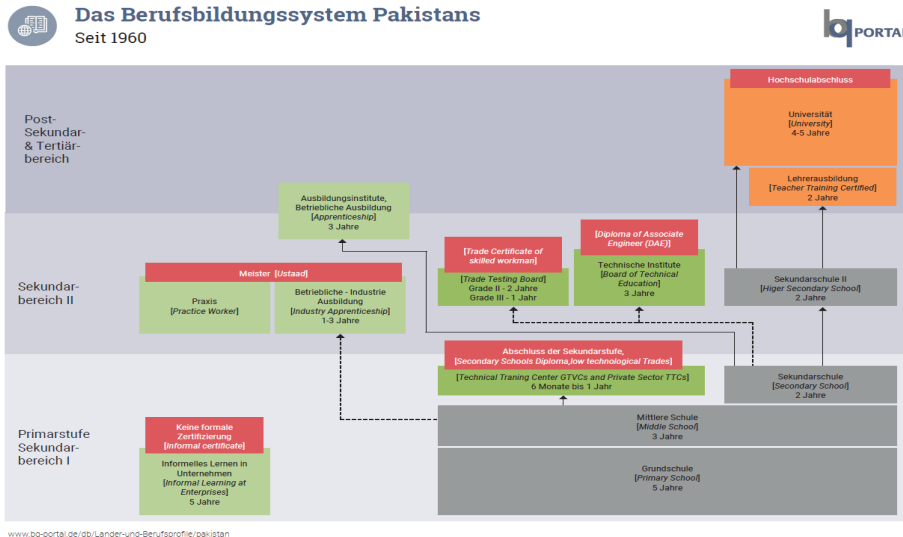 Das Berufsbildungssystem Pakistans
Seit 1960
bq PORTAL
Post-
Sekundar-
& Tertiär-
bereich
Hochschulabschluss
Universität
[University]
4-5 Jahre
Lehrerausbildung
[Teacher Training Certified]
2 Jahre
Ausbildungsinstitute,
Betriebliche Ausbildung
[Apprenticeship]
3 Jahre
Sekundar-
bereich II
Meister [Ustaad]
Praxis
[Practice Worker]
Betriebliche - Industrie
Ausbildung
[Industry Apprenticeship]
1-3 Jahre
[Trade Certificate of
skilled workman]
[Trade Testing Board]
Grade II - 2 Jahre
Grade III - 1 Jahr
[Diploma of Associate
Engineer (DAE)]
Technische Institute
[Board of Technical
Education]
3 Jahre
Sekundarschule II
[Higer Secondary School]
2 Jahre
Primarstufe
Sekundar-
bereich I
Abschluss der Sekundarstufe,
[Secondary Schools Diploma,low technological Trades]
[Technical Traning Center GTVCs and Private Sector TTCs]
6 Monate bis 1 Jahr
Sekundarschule
[Secondary School]
2 Jahre
Mittlere Schule
[Middle School]
3 Jahre
Keine formale
Zertifizierung
[Informal certificate]
Informelles Lernen in
Unternehmen
[Informal Learning at
Enterprises]
5 Jahre
Grundschule
[Primary School]
5 Jahre
www.bq-portal.de/db/Länder-und-Berufsprofile/pakistan